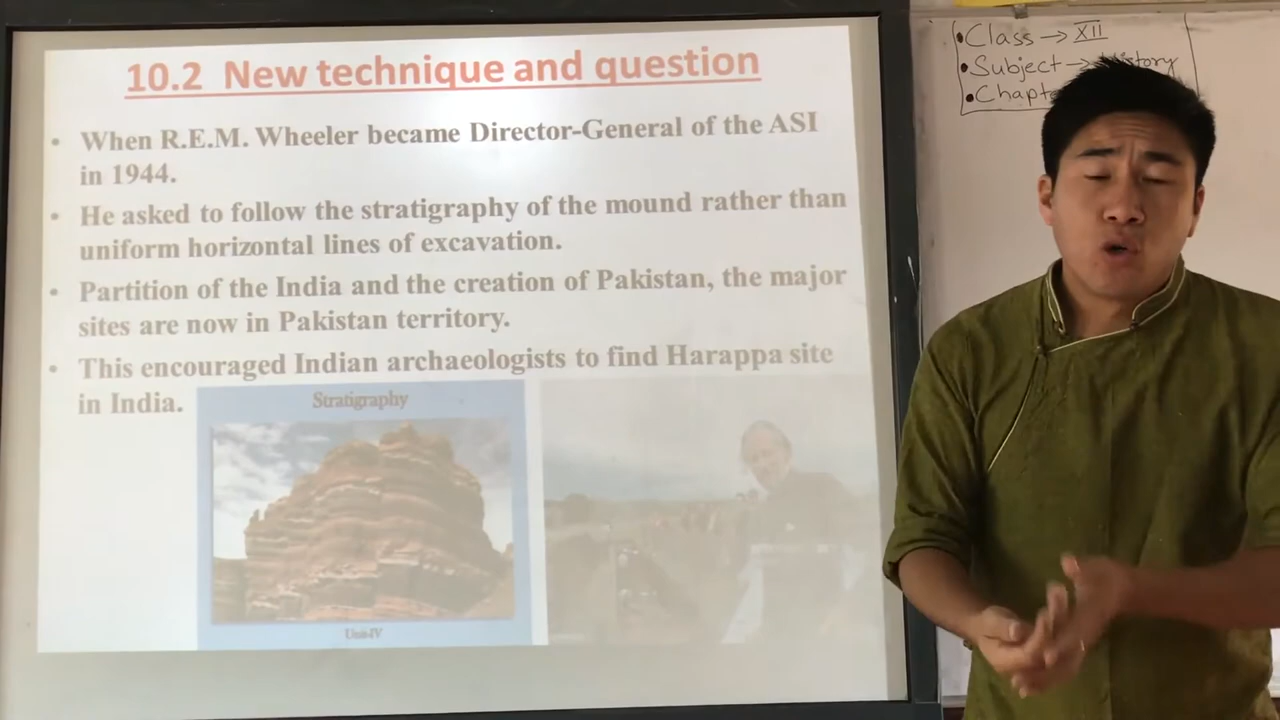 10.2 New technique and question
• When R.E.M. Wheeler became Director-General of the ASI
in 1944.
• He asked to follow the stratigraphy of the mound rather than
uniform horizontal lines of excavation.
• Partition of the India and the creation of Pakistan, the major
sites are now in Pakistan territory.
• This encouraged Indian archaeologists to find Harappa site
in India.
Stratigraphy
Unit-IV
• Class → XII
• Subject → History
• Chapt